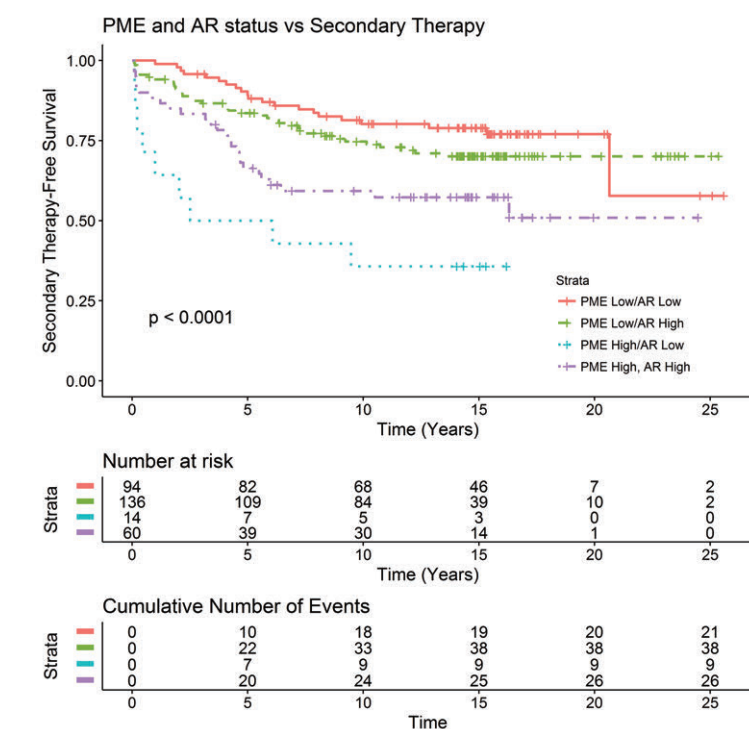 PME and AR status vs Secondary Therapy
Secondary Therapy-Free Survival
1.00
0.75
0.50
0.25
0.00
p < 0.0001
Strata
PME Low/AR Low
PME Low/AR High
PME High/AR Low
PME High, AR High
0 5 10 15 20 25
Time (Years)
Number at risk
Strata
94 82 68 46 7 2
136 109 84 39 10 2
14 7 5 3 0 0
60 39 30 14 1 0
0 5 10 15 20 25
Time (Years)
Cumulative Number of Events
Strata
0 10 18 19 20 21
0 22 33 38 38 38
0 7 9 9 9 9
0 20 24 25 26 26
0 5 10 15 20 25
Time